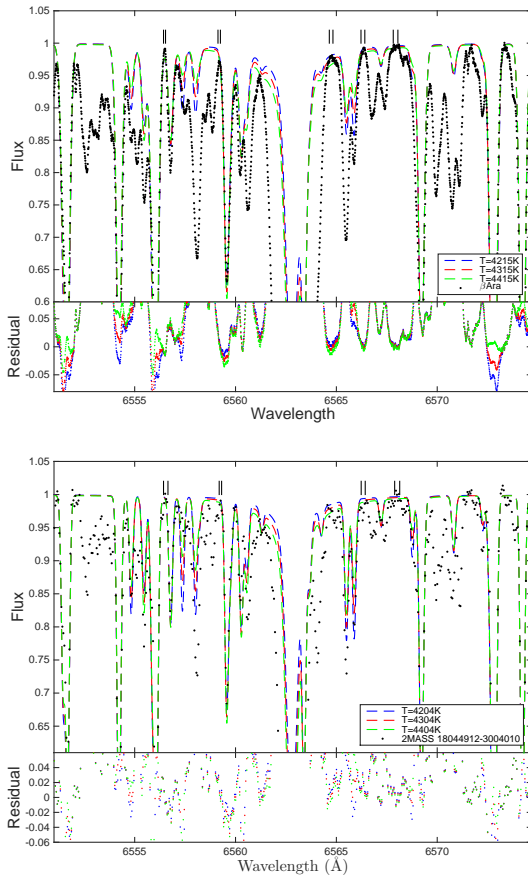 1.05
1
0.95
0.9
0.85
0.8
0.75
0.7
0.65
0.6
Flux
T=4215K
T=4315K
T=4415K
βAra
0.05
0
-0.05
Residual
6555 6560 6565 6570
Wavelength
1.05
1
0.95
0.9
0.85
0.8
0.75
0.7
0.65
Flux
T=4204K
T=4304K
T=4404K
2MASS 18044912-3004010
0.04
0.02
0
-0.02
-0.04
-0.06
Residual
6555 6560 6565 6570
Wavelength (Å)